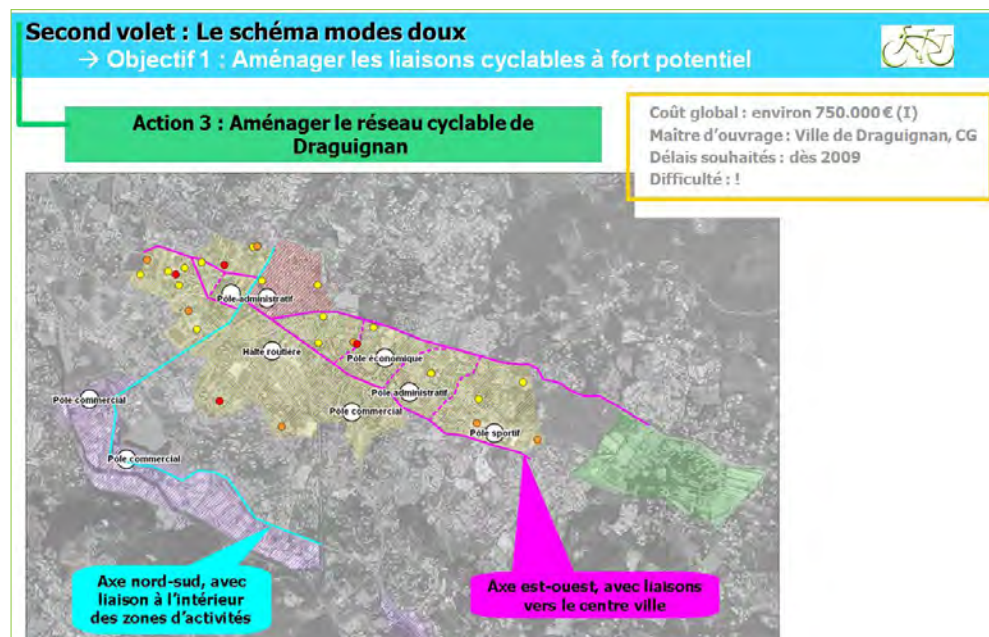 Second volet : Le schéma modes doux
→ Objectif 1 : Aménager les liaisons cyclables à fort potentiel
Action 3 : Aménager le réseau cyclable de
Draguignan
Coût global : environ 750.000 € (I)
Maître d'ouvrage : Ville de Draguignan, CG
Délais souhaités : dès 2009
Difficulté : !
Pôle administratif
Halte routière
Pôle économique
Pôle administratif
Pôle commercial
Pôle commercial
Pôle sportif
Pôle commercial
Axe nord-sud, avec
liaison à l'intérieur
des zones d'activités
Axe est-ouest, avec liaisons
vers le centre ville